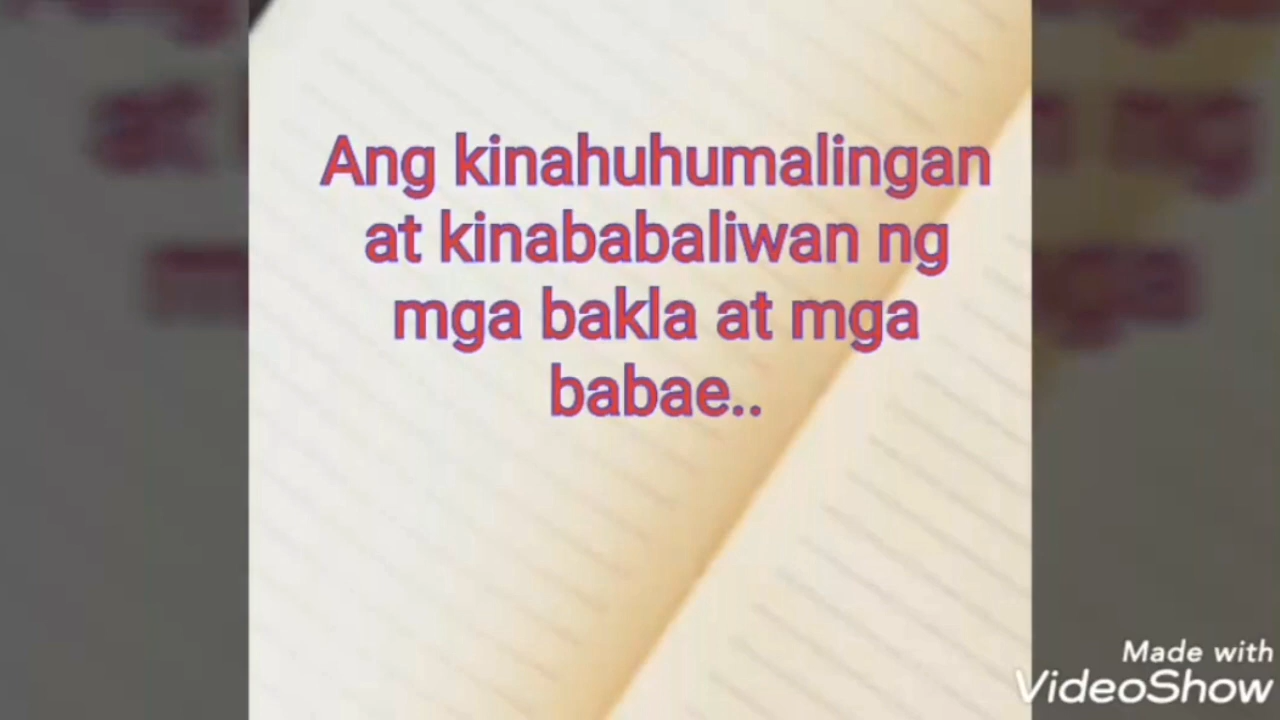 Ang kinahuhumalingan
at kinababaliwan ng
mga bakla at mga
babae..
Made with
VideoShow